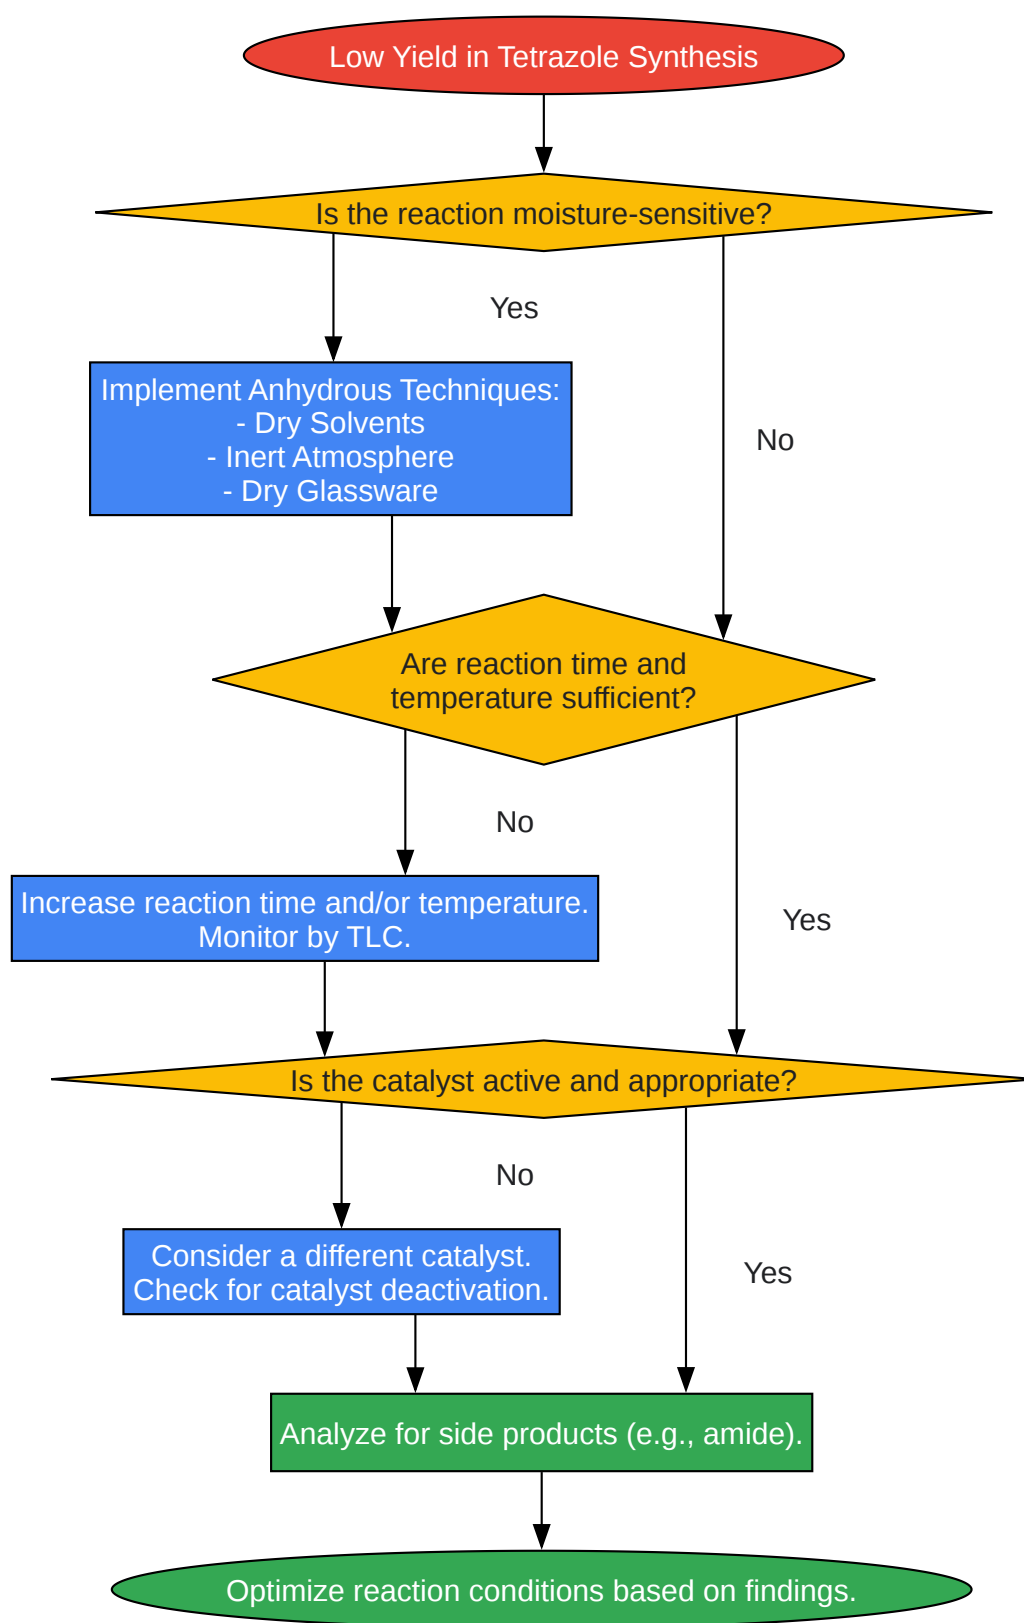 Low Yield in Tetrazole Synthesis
Is the reaction moisture-sensitive?
Yes
Implement Anhydrous Techniques:
- Dry Solvents
- Inert Atmosphere
- Dry Glassware
No
Are reaction time and
temperature sufficient?
No
Increase reaction time and/or temperature.
Monitor by TLC.
Yes
Is the catalyst active and appropriate?
No
Consider a different catalyst.
Check for catalyst deactivation.
Yes
Analyze for side products (e.g., amide).
Optimize reaction conditions based on findings.